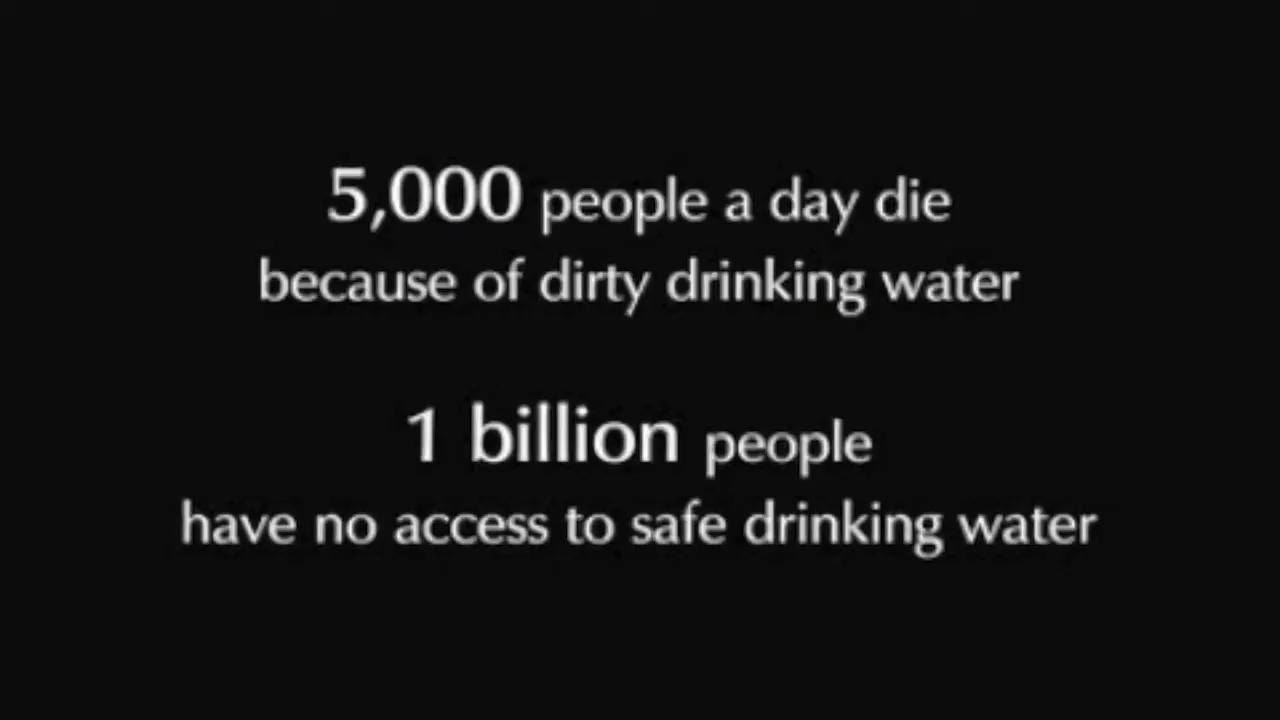 5,000 people a day die
because of dirty drinking water
1 billion people
have no access to safe drinking water